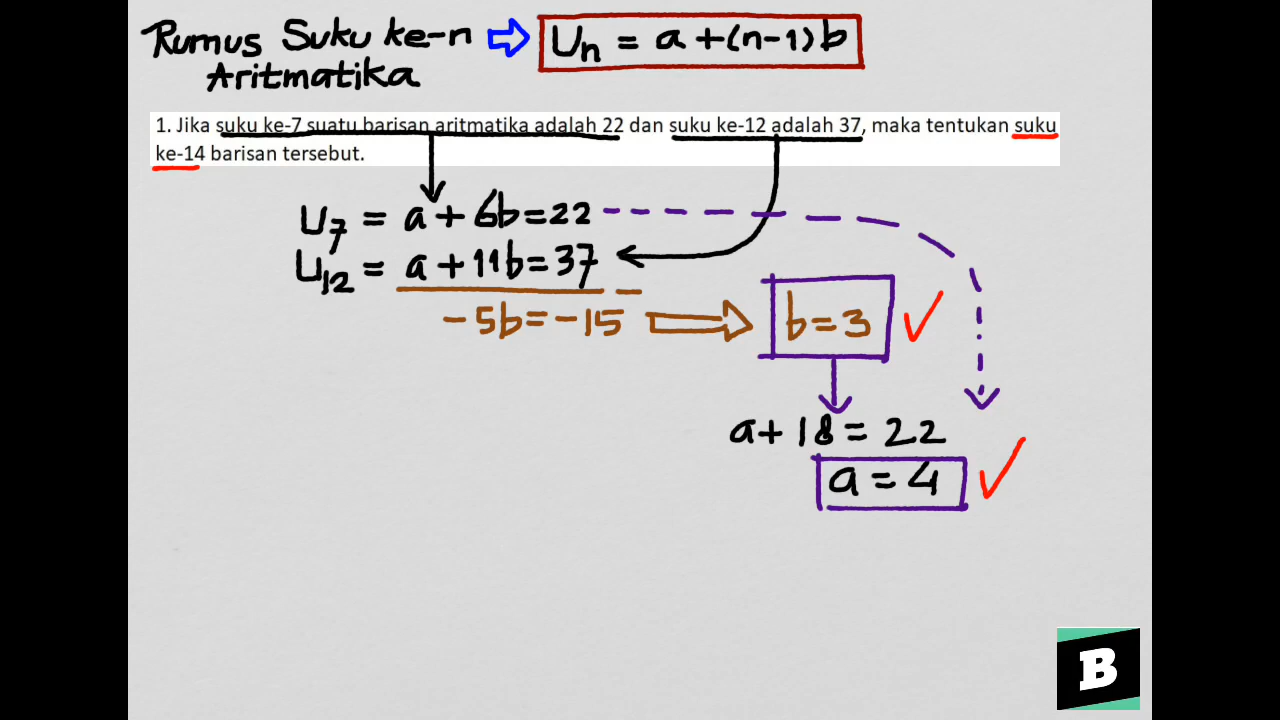 Rumus Suku ke-n ⇨ Un = a + (n-1)b
Aritmatika
1. Jika suku ke-7 suatu barisan aritmatika adalah 22 dan suku ke-12 adalah 37, maka tentukan suku
ke-14 barisan tersebut.
U7 = a + 6b = 22
U12 = a + 11b = 37
-5b = -15 ⇨ b = 3 ✓
a + 18 = 22
a = 4 ✓
B